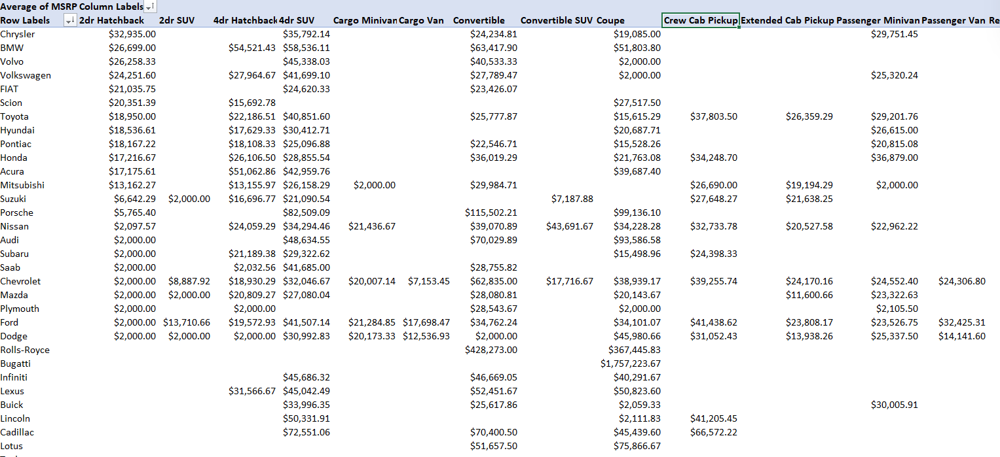 Average of MSRP Column Labels
Row Labels 2dr Hatchback 2dr SUV 4dr Hatchback 4dr SUV Cargo Minivan Cargo Van Convertible Convertible SUV Coupe Crew Cab Pickup Extended Cab Pickup Passenger Minivan Passenger Van Re
Chrysler $32,935.00 $35,792.14 $24,234.81 $19,085.00 $29,751.45
BMW $26,699.00 $54,521.43 $58,536.11 $63,417.90 $51,803.80
Volvo $26,258.33 $45,338.03 $40,533.33 $2,000.00
Volkswagen $24,251.60 $27,964.67 $41,699.10 $27,789.47 $2,000.00 $25,320.24
FIAT $21,035.75 $24,620.33 $23,426.07
Scion $20,351.39 $15,692.78 $27,517.50
Toyota $18,950.00 $22,186.51 $40,851.60 $25,777.87 $15,615.29 $37,803.50 $26,359.29 $29,201.76
Hyundai $18,536.61 $17,629.33 $30,412.71 $20,687.71 $26,615.00
Pontiac $18,167.22 $18,108.33 $25,096.88 $22,546.71 $15,528.26 $20,815.08
Honda $17,216.67 $26,106.50 $28,855.54 $36,019.29 $21,763.08 $34,248.70 $36,879.00
Acura $17,175.61 $51,062.86 $42,959.76 $39,687.40
Mitsubishi $13,162.27 $13,155.97 $26,158.29 $2,000.00 $29,984.71 $26,690.00 $19,194.29 $2,000.00
Suzuki $6,642.29 $2,000.00 $16,696.77 $21,090.54 $7,187.88 $27,648.27 $21,638.25
Porsche $5,765.40 $82,509.09 $115,502.21 $99,136.10
Nissan $2,097.57 $24,059.29 $34,294.46 $21,436.67 $39,070.89 $43,691.67 $34,228.28 $32,733.78 $20,527.58 $22,962.22
Audi $2,000.00 $48,634.55 $70,029.89 $93,586.58
Subaru $2,000.00 $21,189.38 $29,322.62 $15,498.96 $24,398.33
Saab $2,000.00 $2,032.56 $41,685.00 $28,755.82
Chevrolet $2,000.00 $8,887.92 $18,930.29 $32,046.67 $20,007.14 $7,153.45 $62,835.00 $17,716.67 $38,939.17 $39,255.74 $24,170.16 $24,552.40 $24,306.80
Mazda $2,000.00 $2,000.00 $20,809.27 $27,080.04 $28,080.81 $20,143.67 $11,600.66 $23,322.63
Plymouth $2,000.00 $2,000.00 $28,543.67 $2,000.00 $2,105.50
Ford $2,000.00 $13,710.66 $19,572.93 $41,507.14 $21,284.85 $17,698.47 $34,762.24 $34,101.07 $41,438.62 $23,808.17 $23,526.75 $32,425.31
Dodge $2,000.00 $2,000.00 $2,000.00 $30,992.83 $20,173.33 $12,536.93 $2,000.00 $45,980.66 $31,052.43 $13,938.26 $25,337.50 $14,141.60
Rolls-Royce $428,273.00 $367,445.83
Bugatti $1,757,223.67
Infiniti $45,686.32 $46,669.05 $40,291.67
Lexus $31,566.67 $45,042.49 $52,451.67 $50,823.60
Buick $33,996.35 $25,617.86 $2,059.33 $30,005.91
Lincoln $50,331.91 $2,111.83 $41,205.45
Cadillac $72,551.06 $70,400.50 $45,439.60 $66,572.22
Lotus $51,657.50 $75,866.67